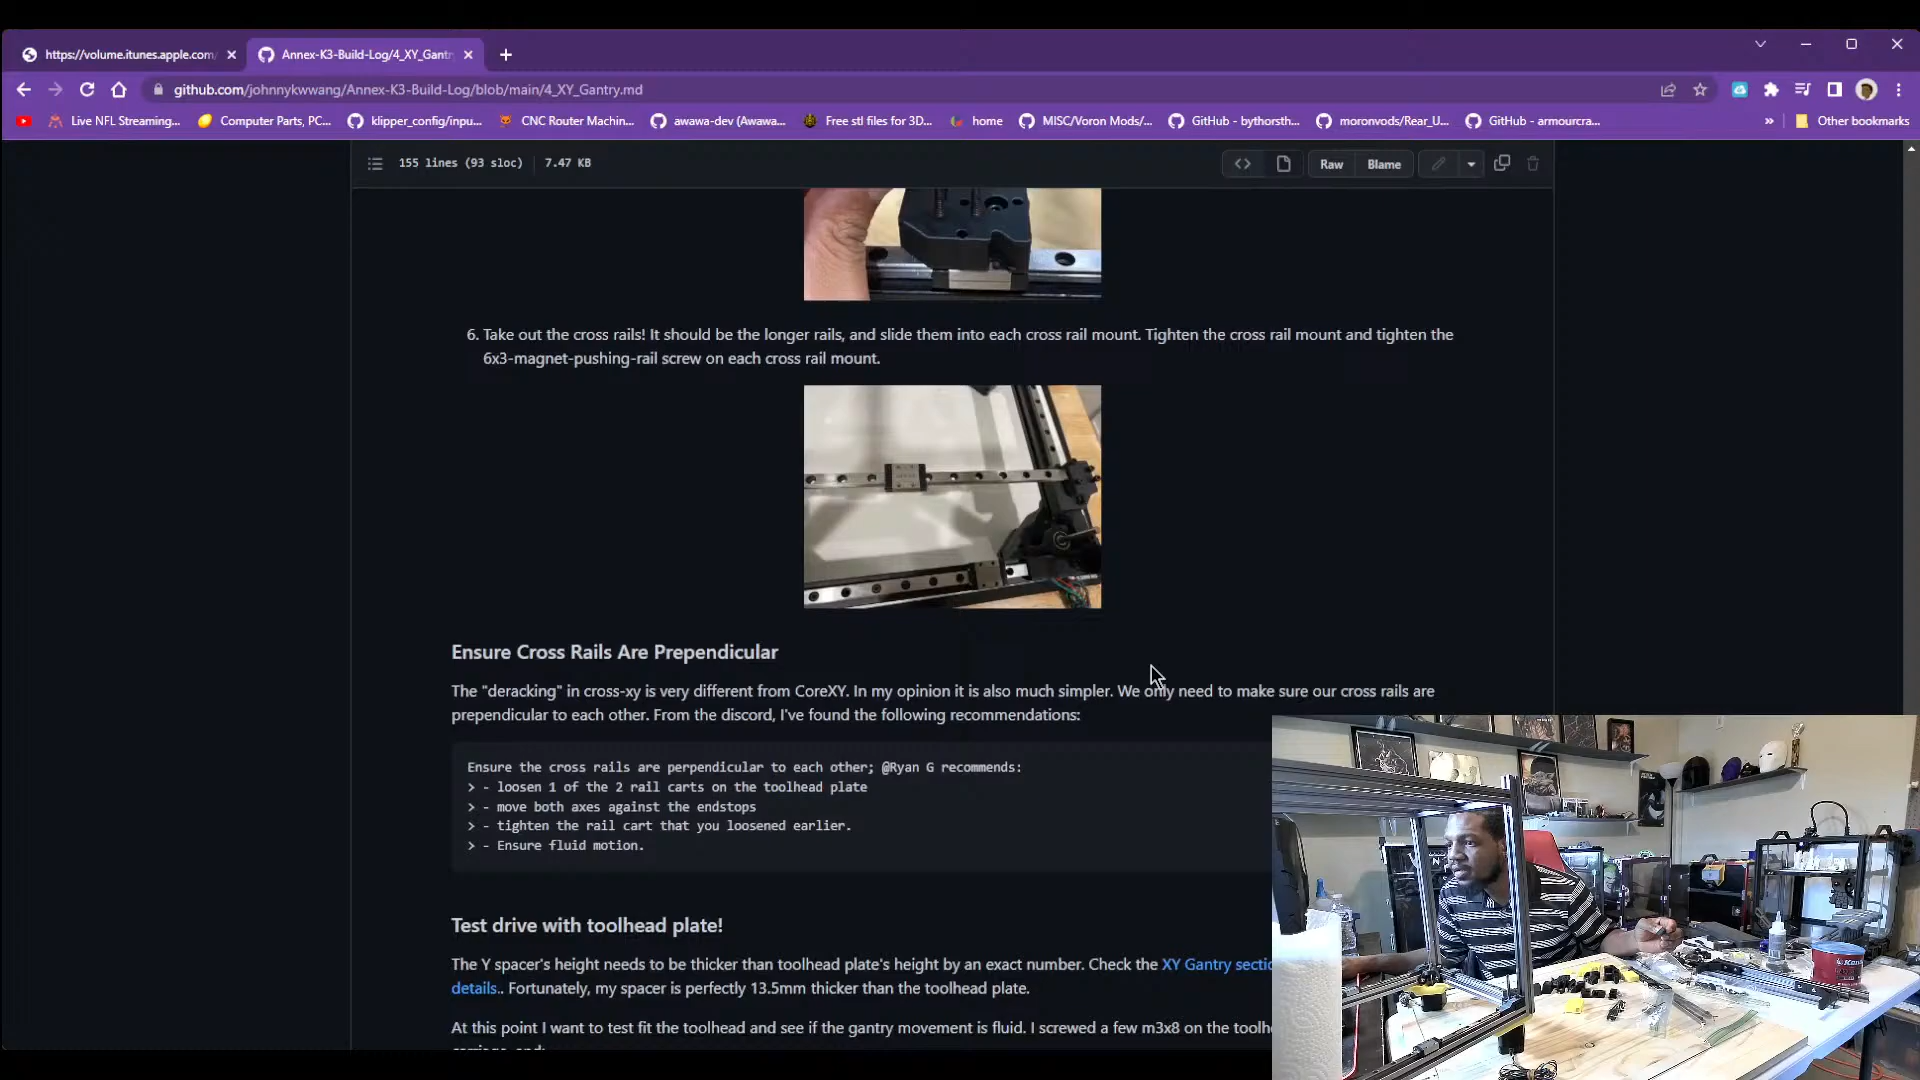 https://volume.itunes.apple.com/
Annex-K3-Build-Log/4_XY_Gantr
github.com/johnnykwwang/Annex-K3-Build-Log/blob/main/4_XY_Gantry.md
Live NFL Streaming...
Computer Parts, PC...
klipper_config/inpu...
CNC Router Machin...
awawa-dev (Awawa...
Free stl files for 3D...
home
MISC/Voron Mods/...
GitHub - bythorsth...
moronvods/Rear_U...
GitHub - armourcra...
»
Other bookmarks
155 lines (93 sloc)
7.47 KB
Raw
Blame
6. Take out the cross rails! It should be the longer rails, and slide them into each cross rail mount. Tighten the cross rail mount and tighten the
6x3-magnet-pushing-rail screw on each cross rail mount.
Ensure Cross Rails Are Prependicular
The "deracking" in cross-xy is very different from CoreXY. In my opinion it is also much simpler. We only need to make sure our cross rails are
prependicular to each other. From the discord, I've found the following recommendations:
Ensure the cross rails are perpendicular to each other; @Ryan G recommends:
> - loosen 1 of the 2 rail carts on the toolhead plate
> - move both axes against the endstops
> - tighten the rail cart that you loosened earlier.
> - Ensure fluid motion.
Test drive with toolhead plate!
The Y spacer's height needs to be thicker than toolhead plate's height by an exact number. Check the XY Gantry sectio
details.. Fortunately, my spacer is perfectly 13.5mm thicker than the toolhead plate.
At this point I want to test fit the toolhead and see if the gantry movement is fluid. I screwed a few m3x8 on the toolhe